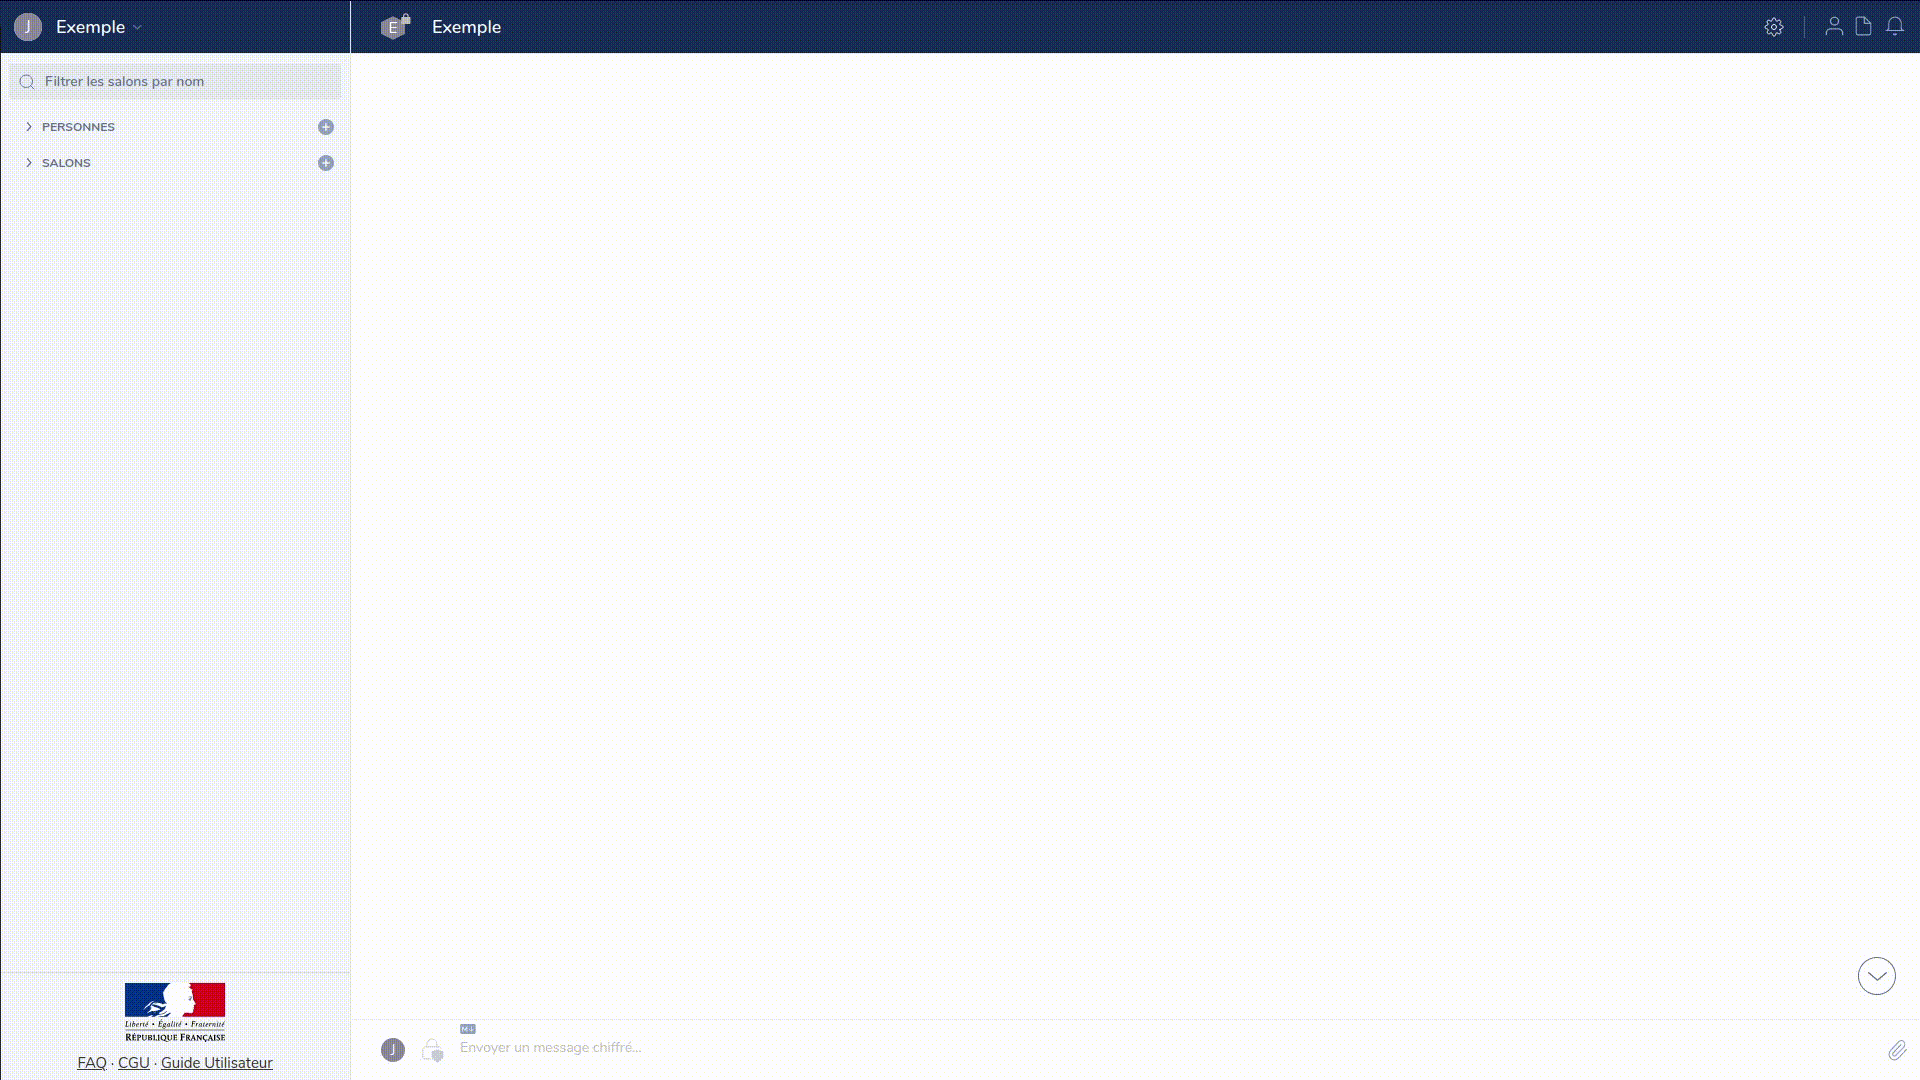 J Exemple
E Exemple
Filtrer les salons par nom
PERSONNES
SALONS
Liberté • Égalité • Fraternité
RÉPUBLIQUE FRANÇAISE
FAQ · CGU · Guide Utilisateur
M↓
J Envoyer un message chiffré...